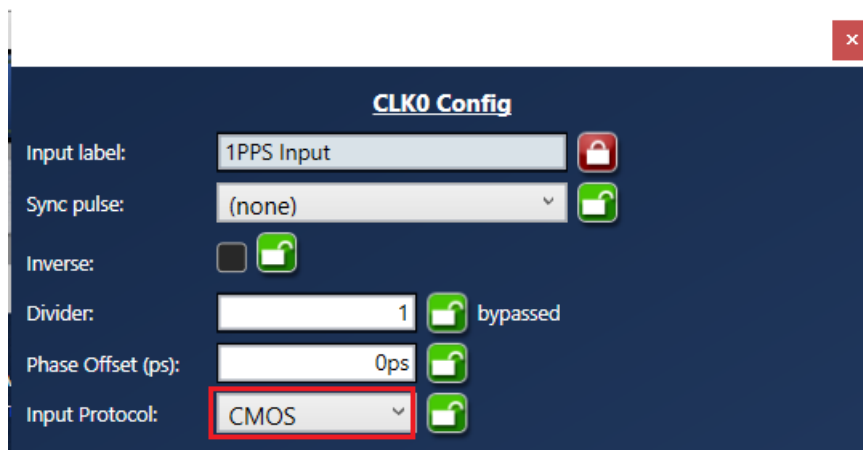 ×
CLK0 Config
Input label: 1PPS Input
Sync pulse: (none)
Inverse:
Divider: 1 bypassed
Phase Offset (ps): 0ps
Input Protocol: CMOS